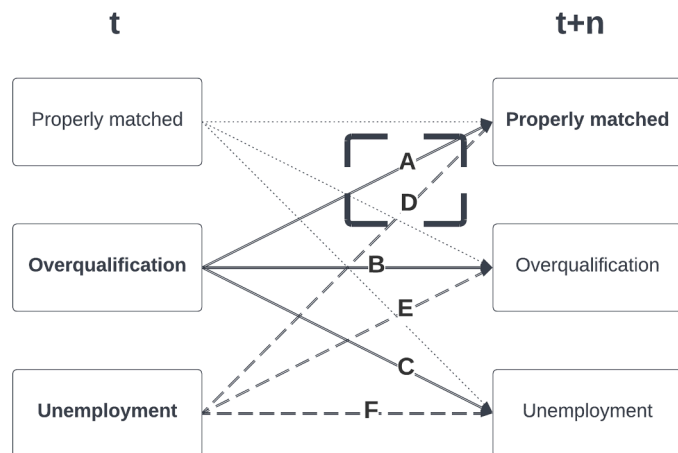 t
t+n
Properly matched
Properly matched
A
D
Overqualification
B
Overqualification
E
C
Unemployment
F
Unemployment